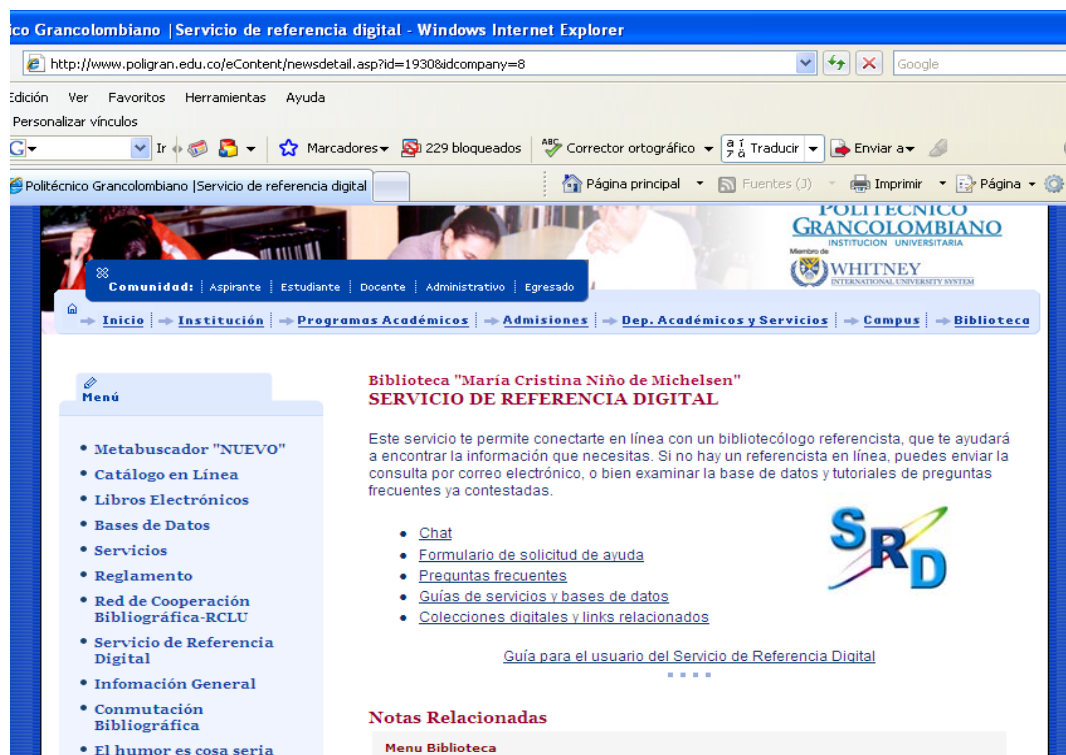 ico Grancolombiano |Servicio de referencia digital - Windows Internet Explorer
http://www.poligran.edu.co/eContent/newsdetail.asp?id=1930&idcompany=8
Google
Edición Ver Favoritos Herramientas Ayuda
Personalizar vínculos
G Ir Marcadores 229 bloqueados ABC Corrector ortográfico Traducir Enviar a
Politécnico Grancolombiano |Servicio de referencia digital
Página principal Fuentes (J) Imprimir Página
POLITECNICO
GRANCOLOMBIANO
INSTITUCION UNIVERSITARIA
Miembro de
WHITNEY
INTERNATIONAL UNIVERSITY SYSTEM
Comunidad: Aspirante Estudiante Docente Administrativo Egresado
Inicio Institución Programas Académicos Admisiones Dep. Académicos y Servicios Campus Biblioteca
Menú
• Metabuscador "NUEVO"
• Catálogo en Línea
• Libros Electrónicos
• Bases de Datos
• Servicios
• Reglamento
• Red de Cooperación
Bibliográfica-RCLU
• Servicio de Referencia
Digital
• Infomación General
• Conmutación
Bibliográfica
• El humor es cosa seria
Biblioteca "María Cristina Niño de Michelsen"
SERVICIO DE REFERENCIA DIGITAL
Este servicio te permite conectarte en línea con un bibliotecólogo referencista, que te ayudará
a encontrar la información que necesitas. Si no hay un referencista en línea, puedes enviar la
consulta por correo electrónico, o bien examinar la base de datos y tutoriales de preguntas
frecuentes ya contestadas.
• Chat
• Formulario de solicitud de ayuda
• Preguntas frecuentes
• Guías de servicios y bases de datos
• Colecciones digitales y links relacionados
SRD
Guía para el usuario del Servicio de Referencia Digital
Notas Relacionadas
Menu Biblioteca